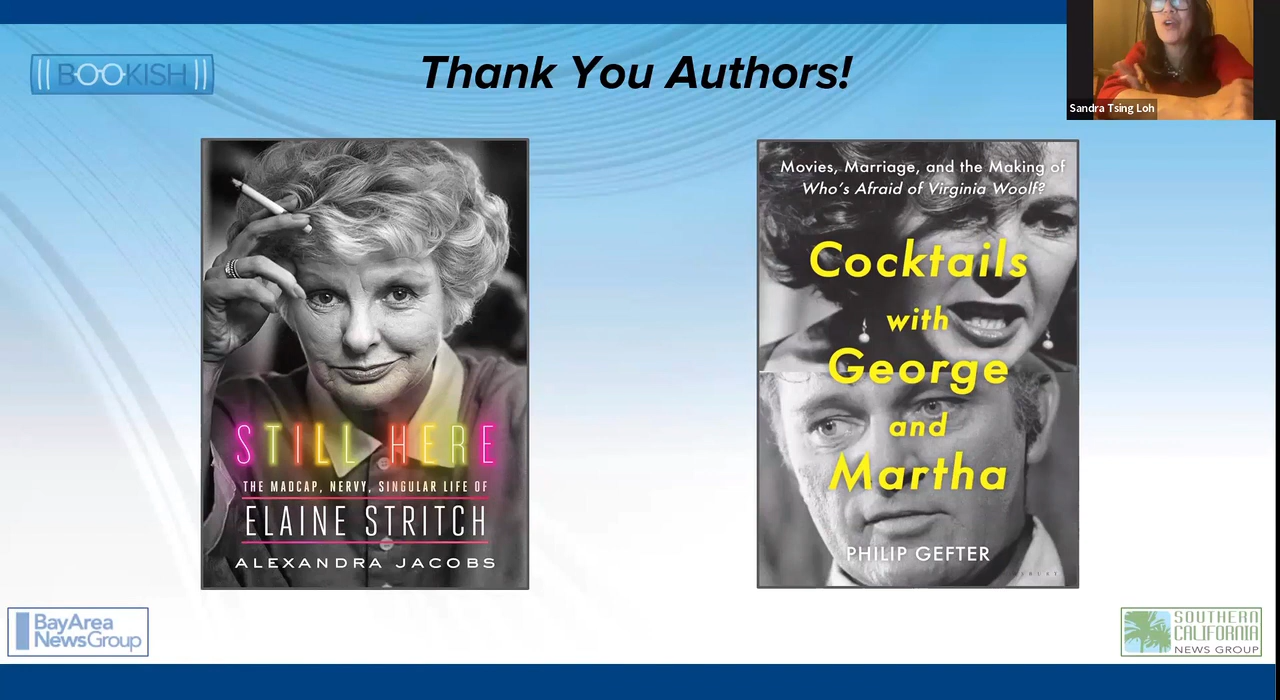 BOOKISH
Thank You Authors!
Sandra Tsing Loh
STILL HERE
THE MADCAP, NERVY, SINGULAR LIFE OF
ELAINE STRITCH
ALEXANDRA JACOBS
Movies, Marriage, and the Making of
Who's Afraid of Virginia Woolf?
Cocktails
with
George
and
Martha
PHILIP GEFTER
BayArea
NewsGroup
SOUTHERN
CALIFORNIA
NEWS GROUP